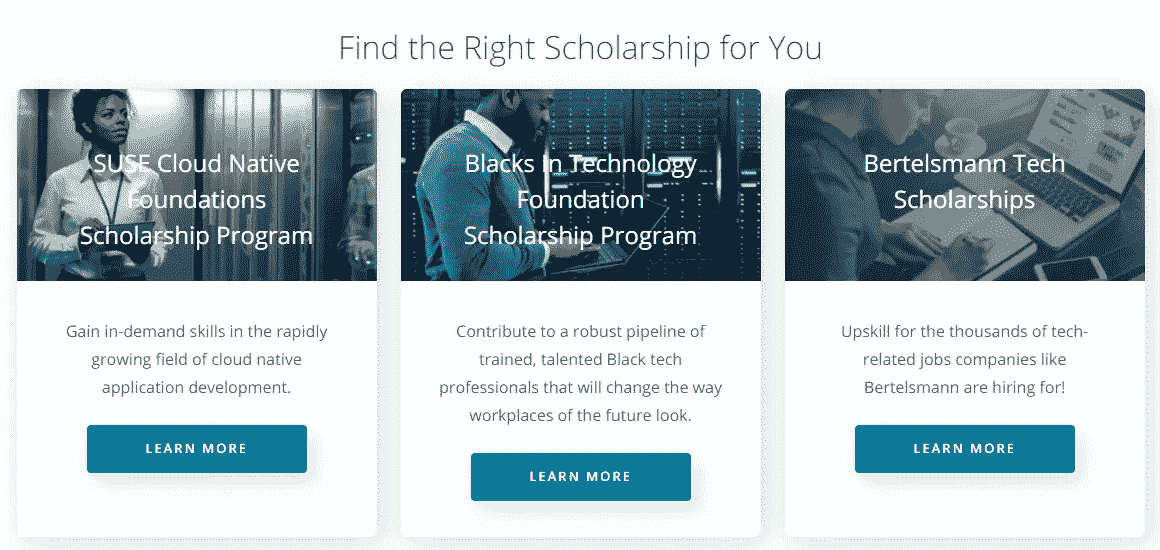 Find the Right Scholarship for You
SUSE Cloud Native
Foundations
Scholarship Program
Gain in-demand skills in the rapidly
growing field of cloud native
application development.
LEARN MORE
Blacks In Technology
Foundation
Scholarship Program
Contribute to a robust pipeline of
trained, talented Black tech
professionals that will change the way
workplaces of the future look.
LEARN MORE
Bertelsmann Tech
Scholarships
Upskill for the thousands of tech-
related jobs companies like
Bertelsmann are hiring for!
LEARN MORE